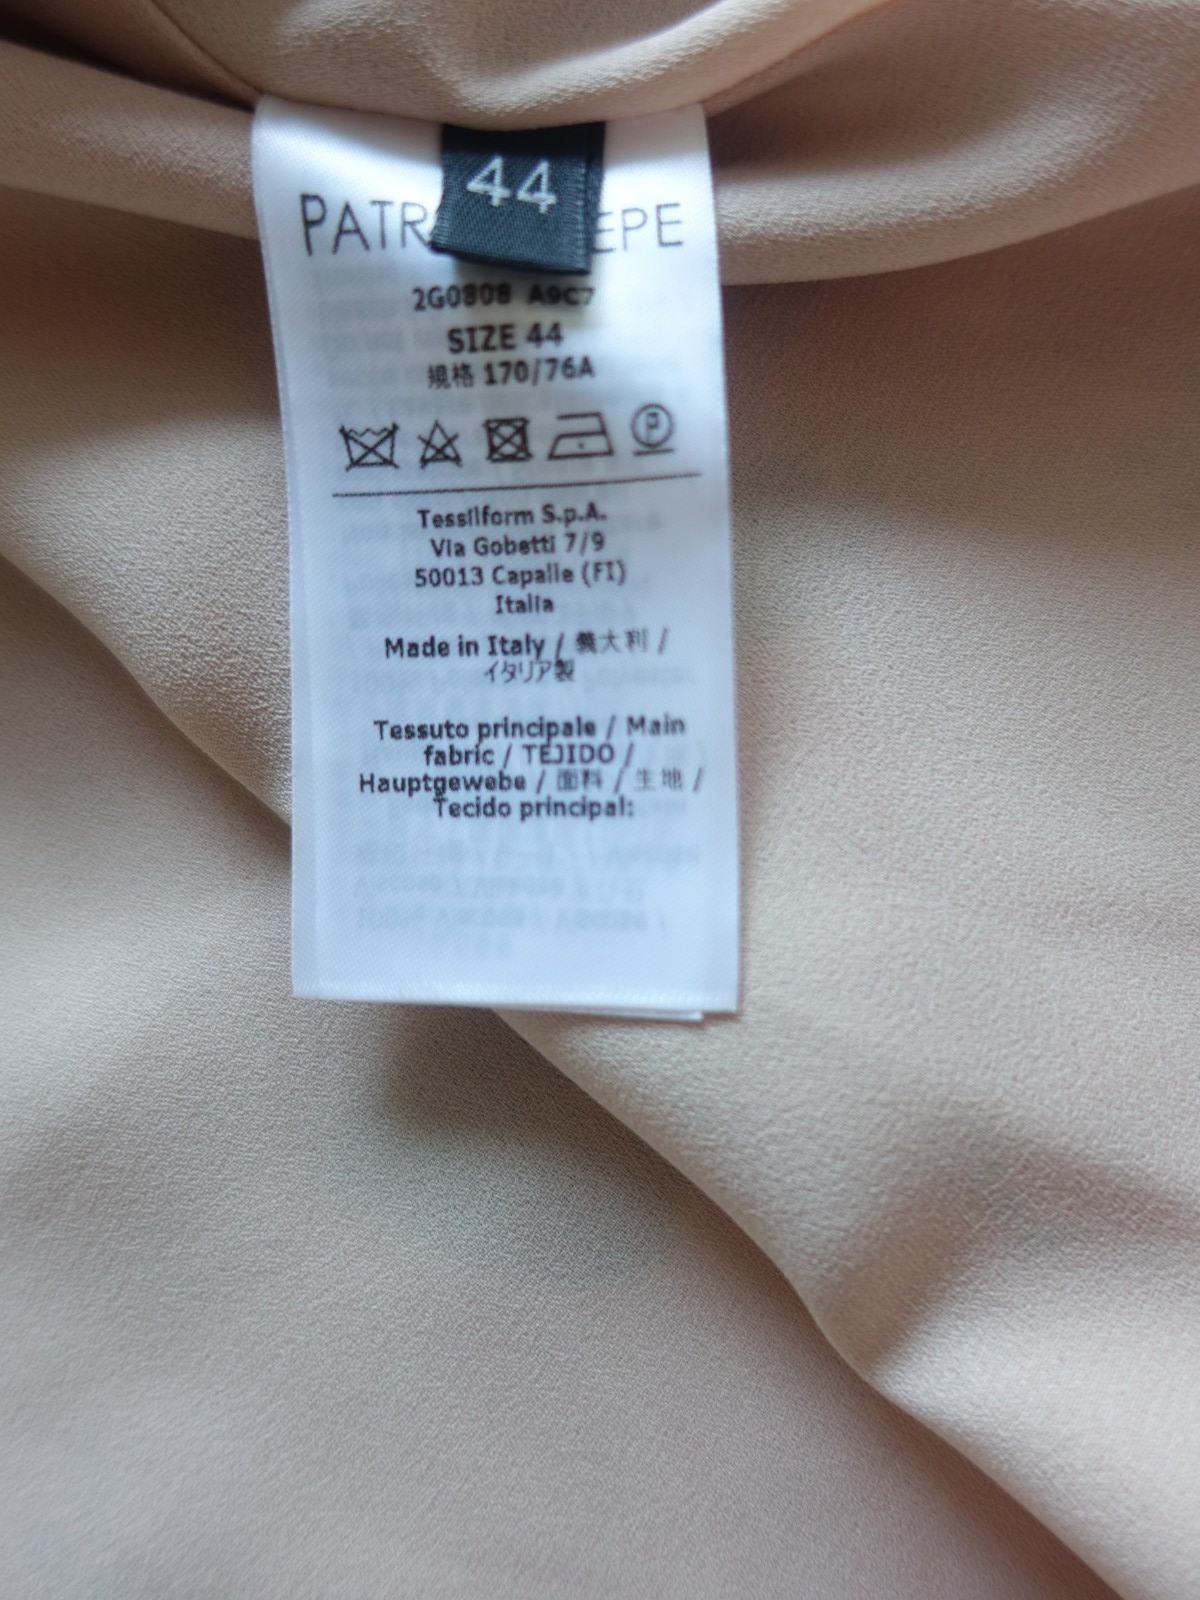 44
PATR EPE
2G0808 A9C7
SIZE 44
規格 170/76A
P
Tessilform S.p.A.
Via Gobetti 7/9
50013 Capalle (FI)
Italia
Made in Italy / 義大利 /
イタリア製
Tessuto principale / Main
fabric / TEJIDO /
Hauptgewebe / 面料 / 生地 /
Tecido principal: